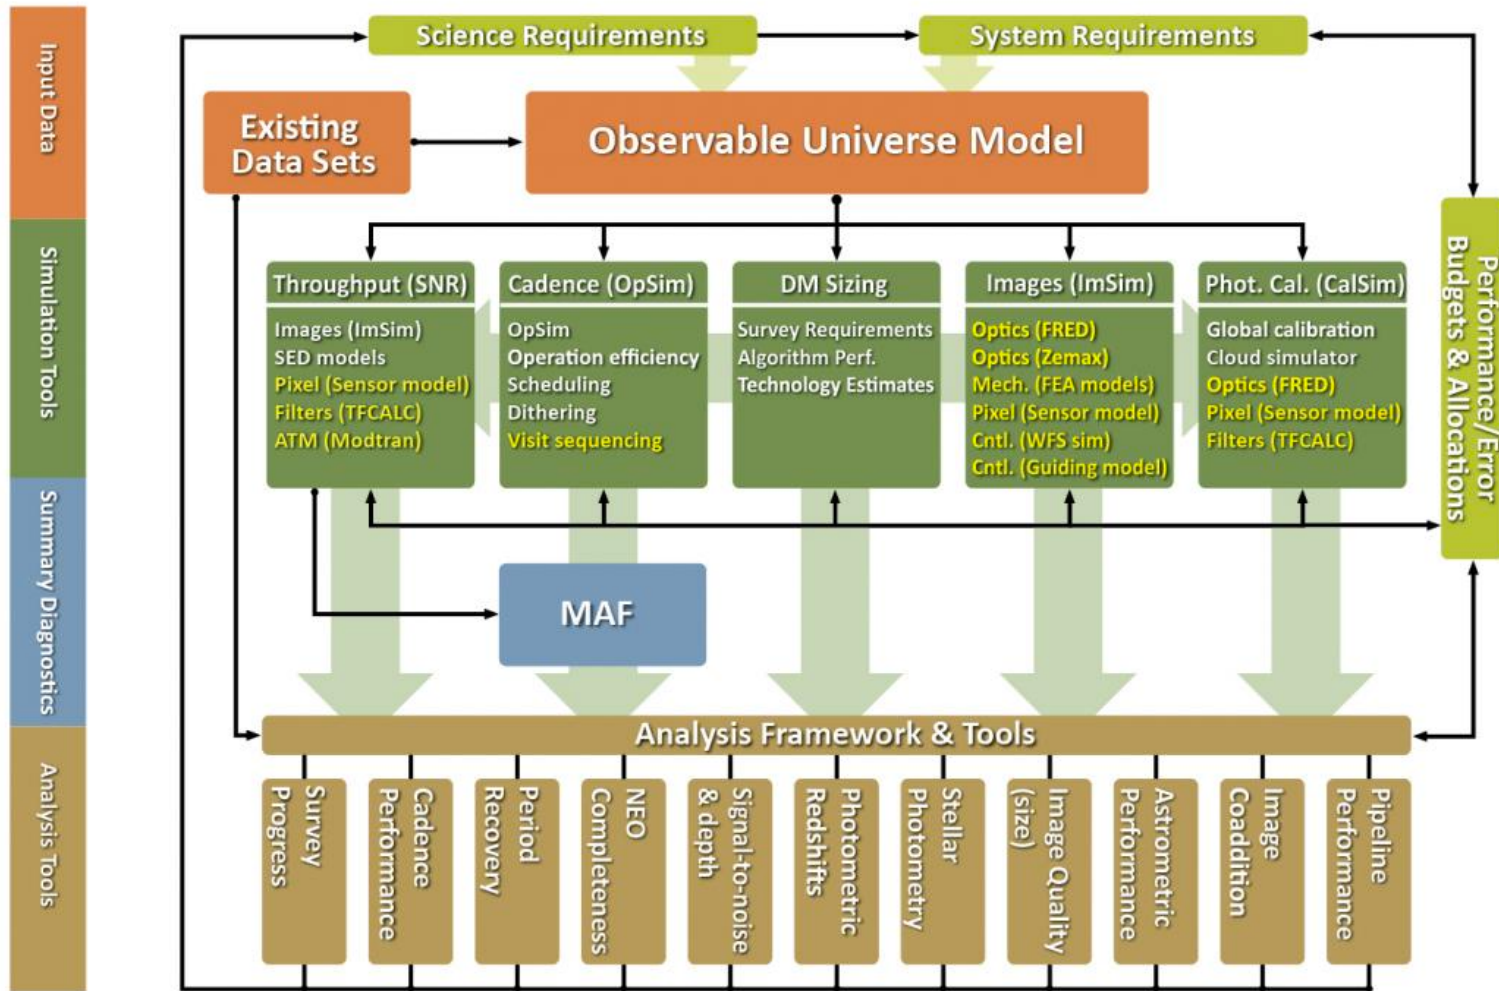 Input Data
Simulation Tools
Summary Diagnostics
Analysis Tools
Science Requirements
System Requirements
Existing
Data Sets
Observable Universe Model
Performance/Error
Budgets & Allocations
Throughput (SNR)
Images (ImSim)
SED models
Pixel (Sensor model)
Filters (TFCALC)
ATM (Modtran)
Cadence (OpSim)
OpSim
Operation efficiency
Scheduling
Dithering
Visit sequencing
DM Sizing
Survey Requirements
Algorithm Perf.
Technology Estimates
Images (ImSim)
Optics (FRED)
Optics (Zemax)
Mech. (FEA models)
Pixel (Sensor model)
Cntl. (WFS sim)
Cntl. (Guiding model)
Phot. Cal. (CalSim)
Global calibration
Cloud simulator
Optics (FRED)
Pixel (Sensor model)
Filters (TFCALC)
MAF
Analysis Framework & Tools
Survey
Progress
Cadence
Performance
Period
Recovery
NEO
Completeness
Signal-to-noise
& depth
Photometric
Redshifts
Stellar
Photometry
Image Quality
(size)
Astrometric
Performance
Image
Coaddition
Pipeline
Performance